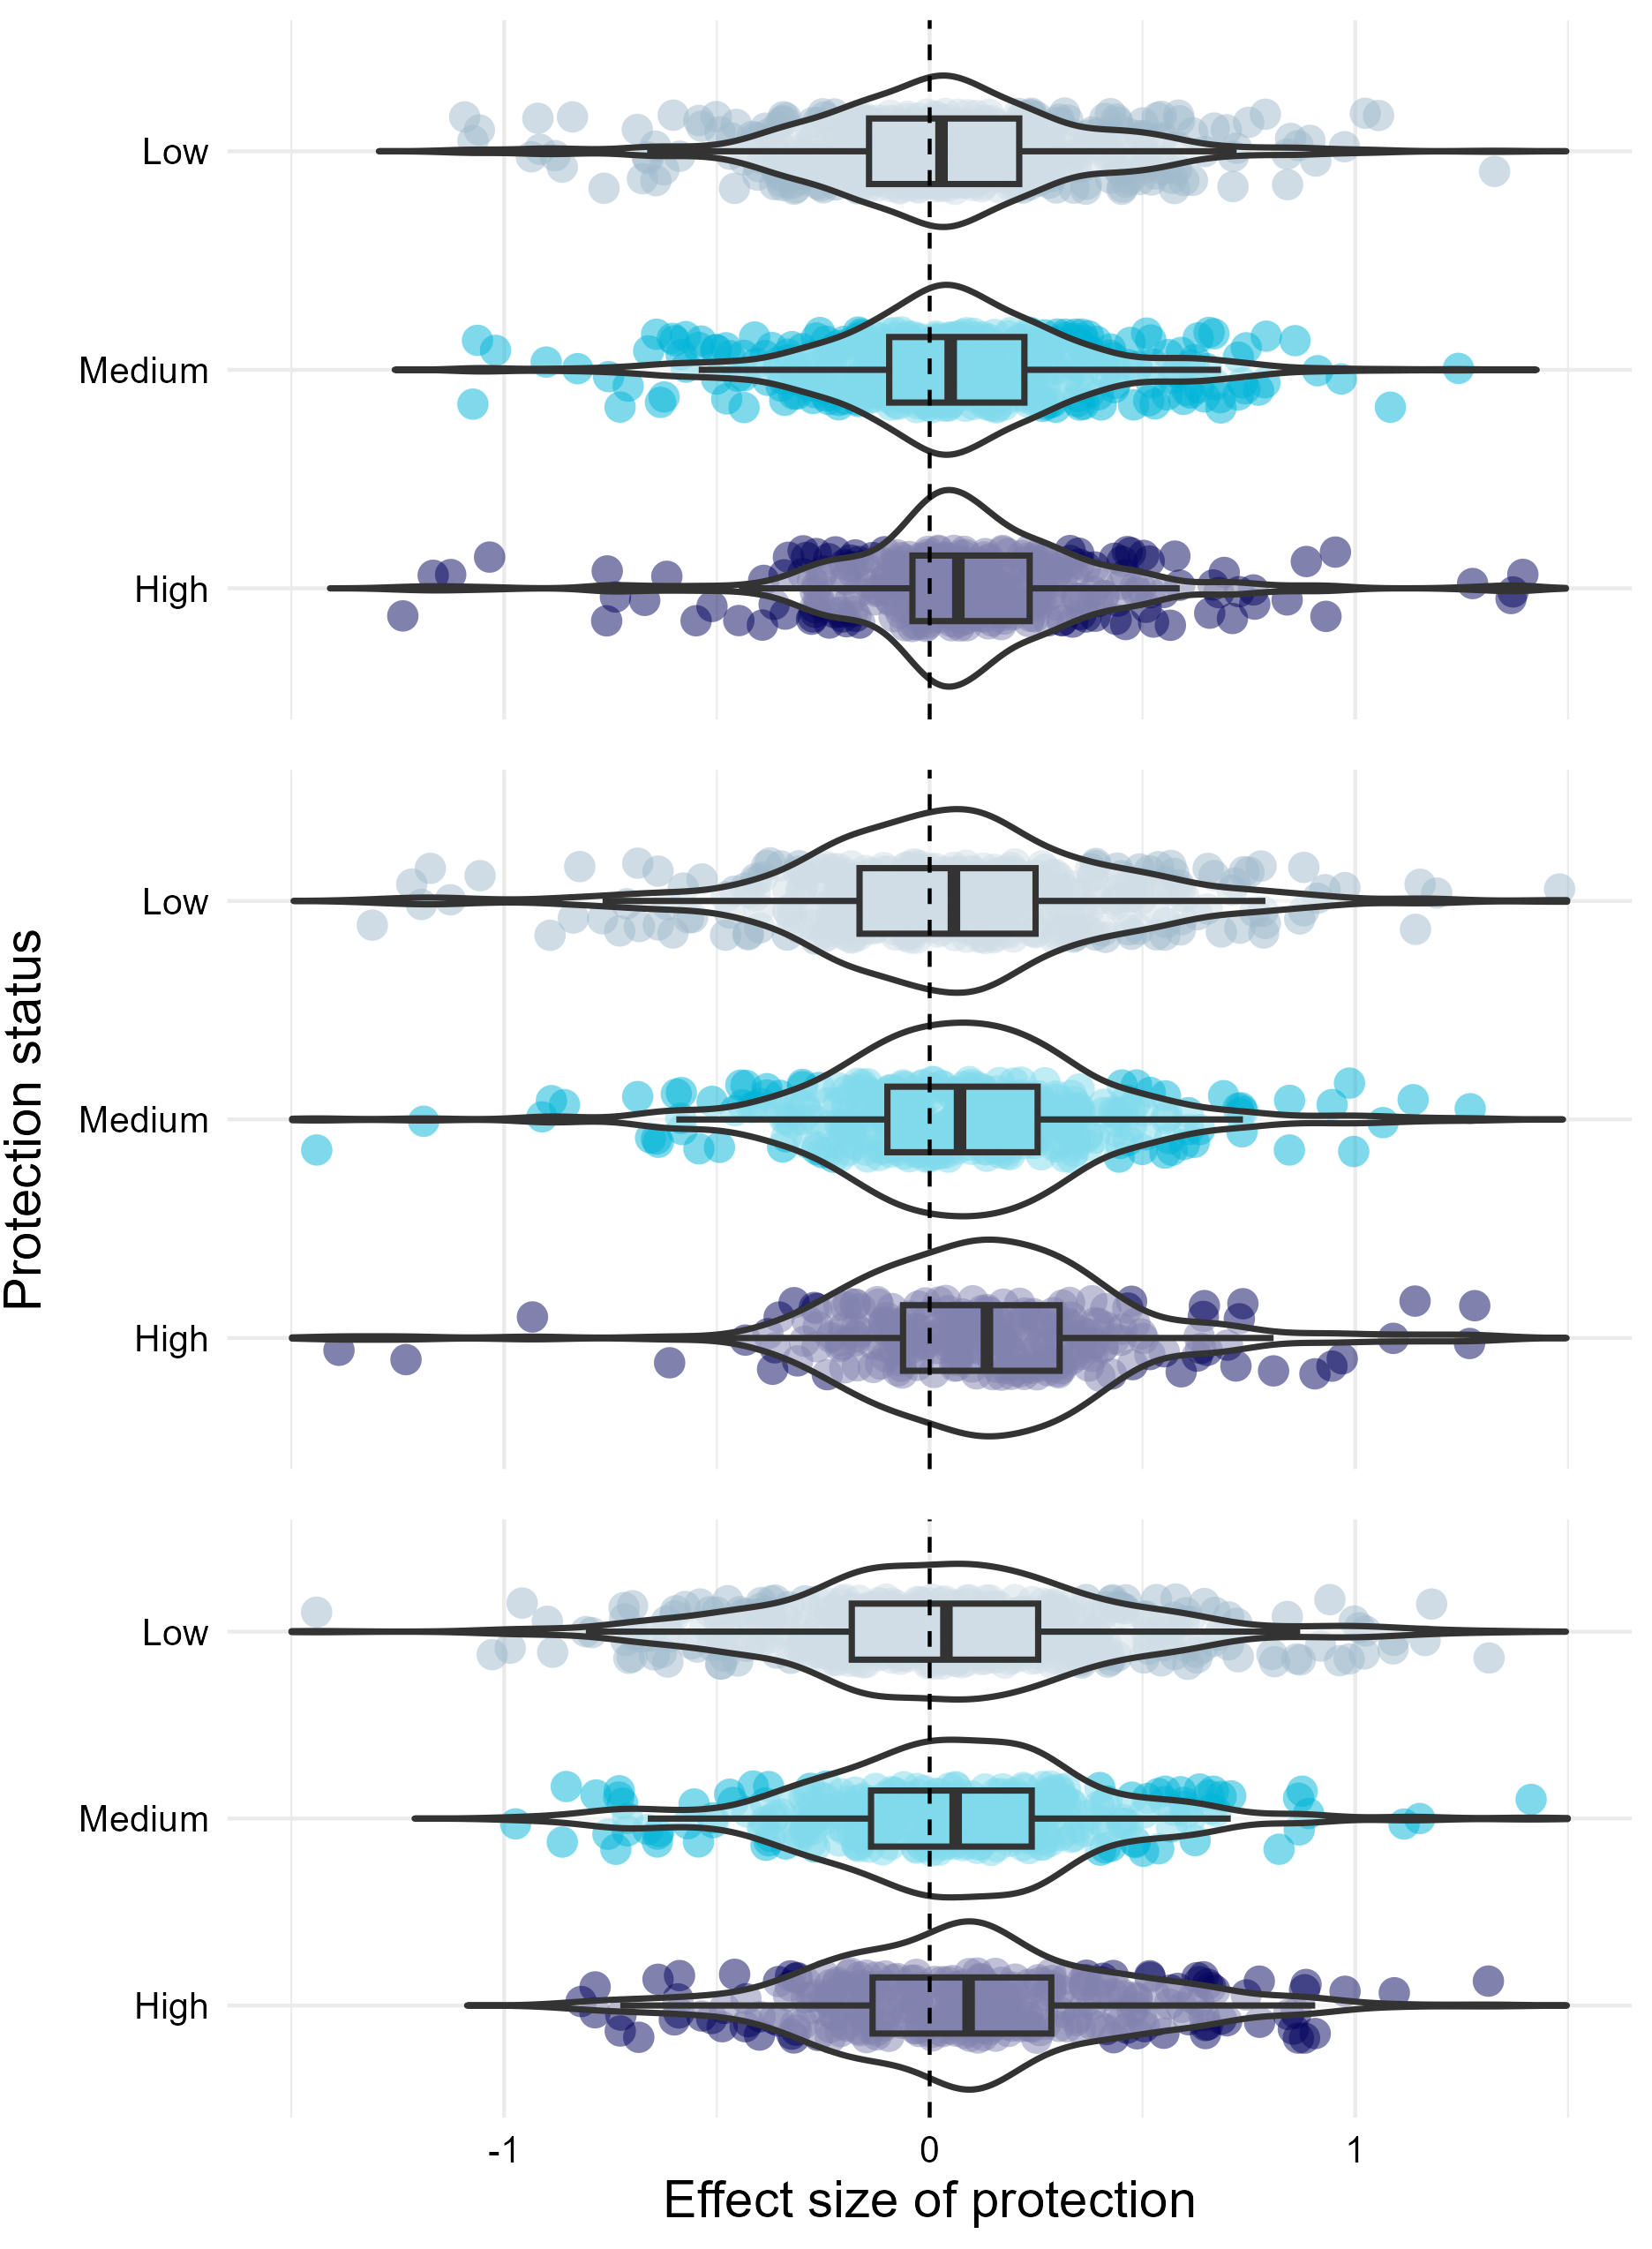 Protection status
Low
Medium
High
Low
Medium
High
Low
Medium
High
-1 0 1
Effect size of protection